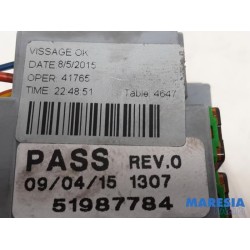 VISSAGE OK
DATE 8/5/2015
OPER: 41765
TIME: 22:48:51 Table: 4647
PASS REV.0
09/04/15 1307
51987784
MARESIA